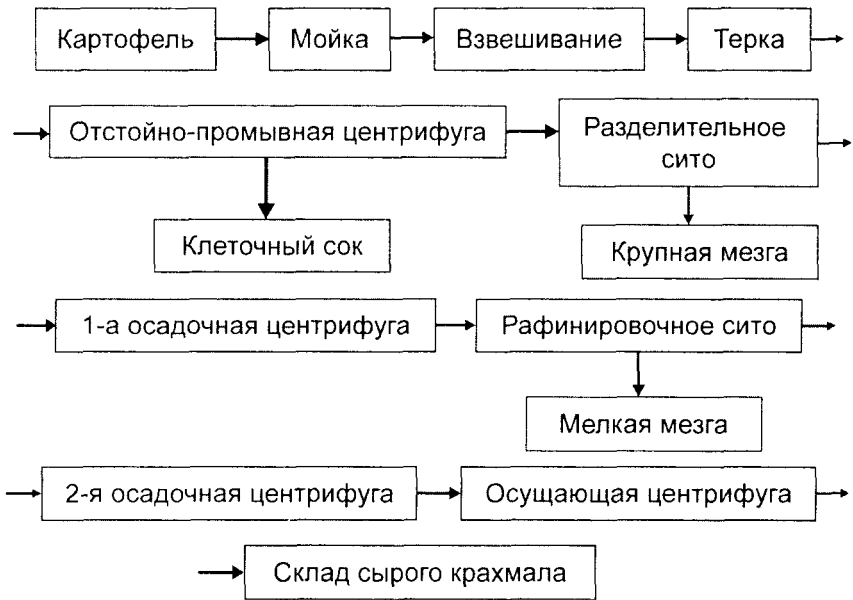 Картофель
Мойка
Взвешивание
Терка
Отстойно-промывная центрифуга
Разделительное
сито
Клеточный сок
Крупная мезга
1-а осадочная центрифуга
Рафинировочное сито
Мелкая мезга
2-я осадочная центрифуга
Осущающая центрифуга
Склад сырого крахмала